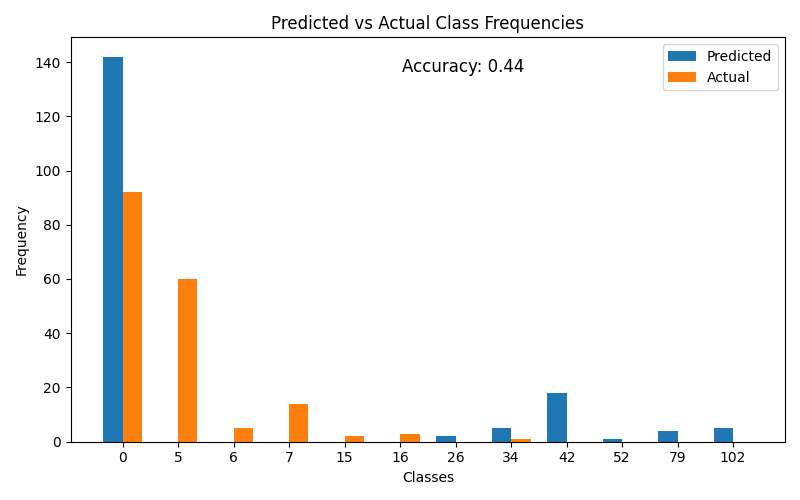 Predicted vs Actual Class Frequencies
Accuracy: 0.44
Predicted
Actual
Frequency
140
120
100
80
60
40
20
0
0 5 6 7 15 16 26 34 42 52 79 102
Classes